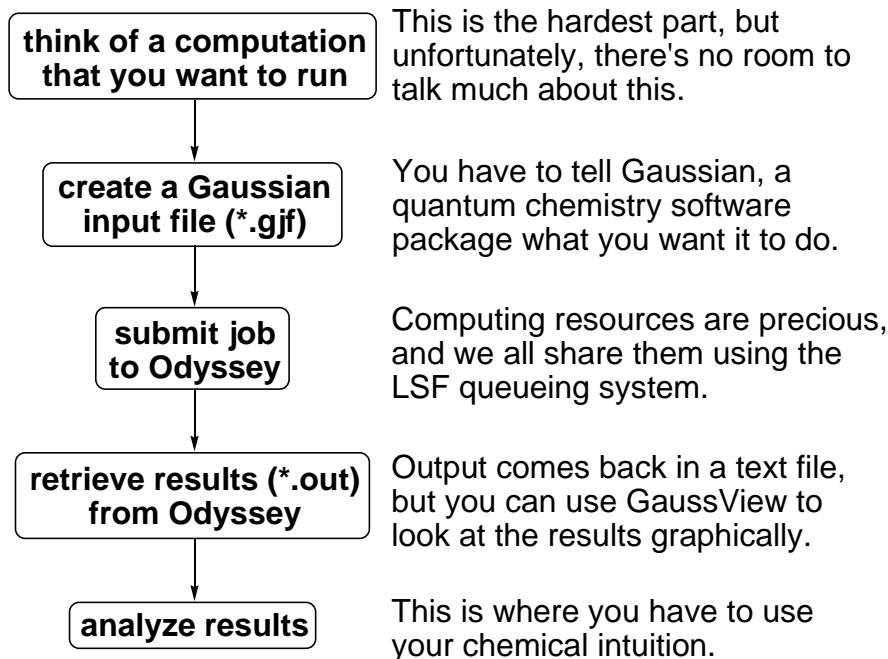 think of a computation
that you want to run
This is the hardest part, but
unfortunately, there's no room to
talk much about this.
create a Gaussian
input file (*.gjf)
You have to tell Gaussian, a
quantum chemistry software
package what you want it to do.
submit job
to Odyssey
Computing resources are precious,
and we all share them using the
LSF queueing system.
retrieve results (*.out)
from Odyssey
Output comes back in a text file,
but you can use GaussView to
look at the results graphically.
analyze results
This is where you have to use
your chemical intuition.